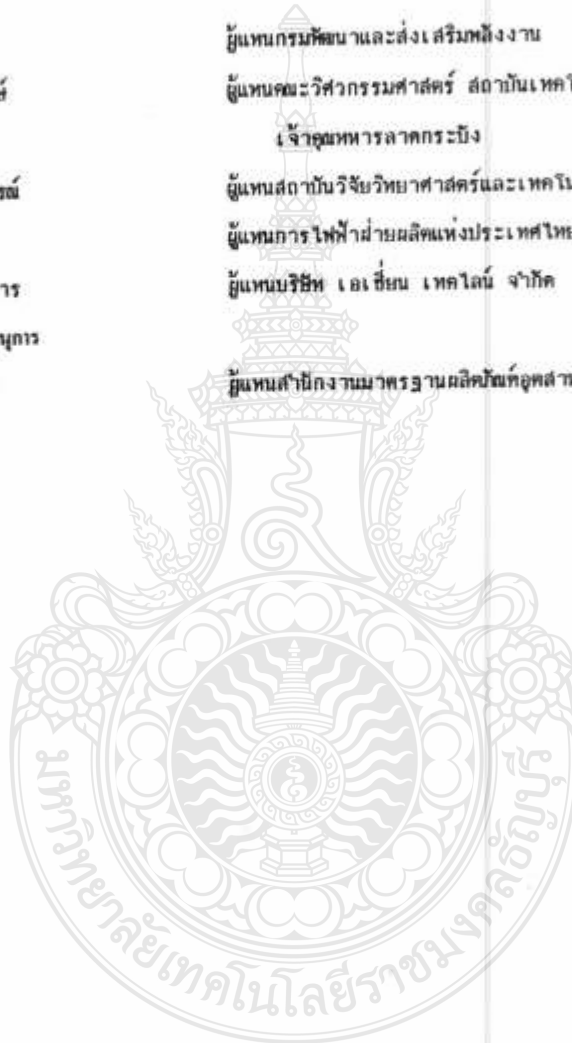 ผู้แทนกรมพัฒนาและส่งเสริมพลังงาน
ผู้แทนคณะวิศวกรรมศาสตร์ สถาบันเทคโ
เจ้าคุณทหารลาดกระบัง
ณ์ ผู้แทนสถาบันวิจัยวิทยาศาสตร์และเทคโน
ผู้แทนการไฟฟ้าฝ่ายผลิตแห่งประเทศไทย
าร ผู้แทนบริษัท เอเชี่ยน เทคไลน์ จำกัด
นุการ
ผู้แทนสำนักงานมาตรฐานผลิตภัณฑ์อุตสาห
มหาวิทยาลัยเทคโนโลยีราชมงคลธัญบุรี